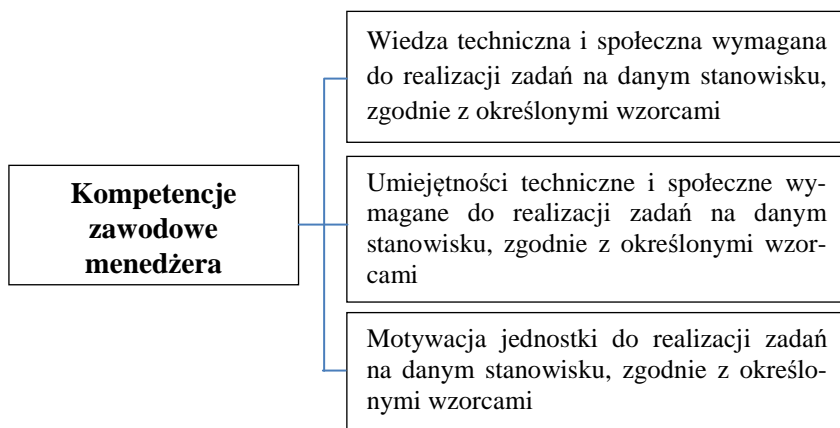 Wiedza techniczna i społeczna wymagana
do realizacji zadań na danym stanowisku,
zgodnie z określonymi wzorcami
Kompetencje
zawodowe
menedżera
Umiejętności techniczne i społeczne wy-
magane do realizacji zadań na danym
stanowisku, zgodnie z określonymi wzor-
cami
Motywacja jednostki do realizacji zadań
na danym stanowisku, zgodnie z określo-
nymi wzorcami